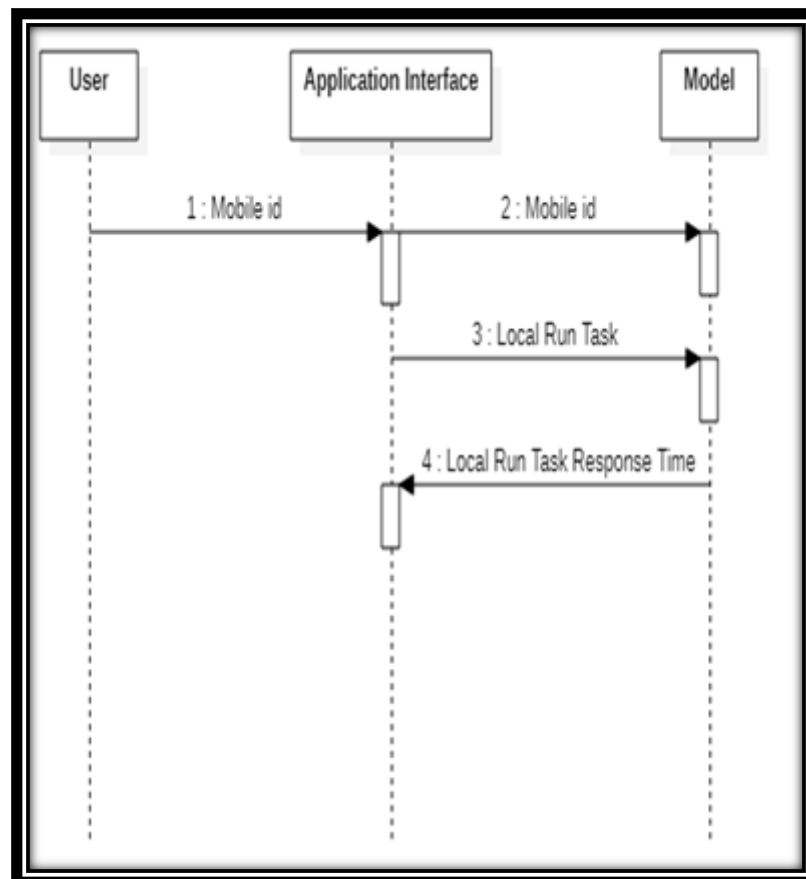 User
Application Interface
Model
1 : Mobile id
2 : Mobile id
3 : Local Run Task
4 : Local Run Task Response Time